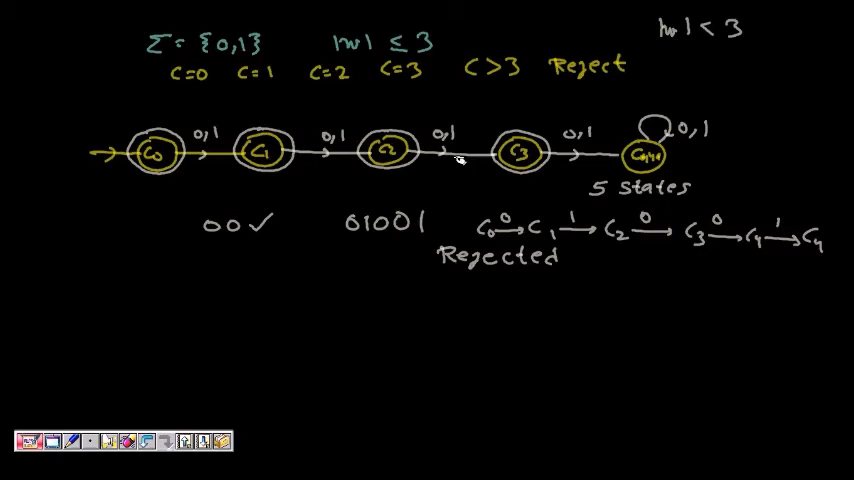 |w| < 3
Σ = {0,1} |w| ≤ 3
C=0 C=1 C=2 C=3 C>3 Reject
0,1 0,1 0,1 0,1 0,1
C0 C1 C2 C3
5 states
00✓ 01001 C0 -0→ C1 -1→ C2 -0→ C3 -0→ C4 -1→ C4
Rejected